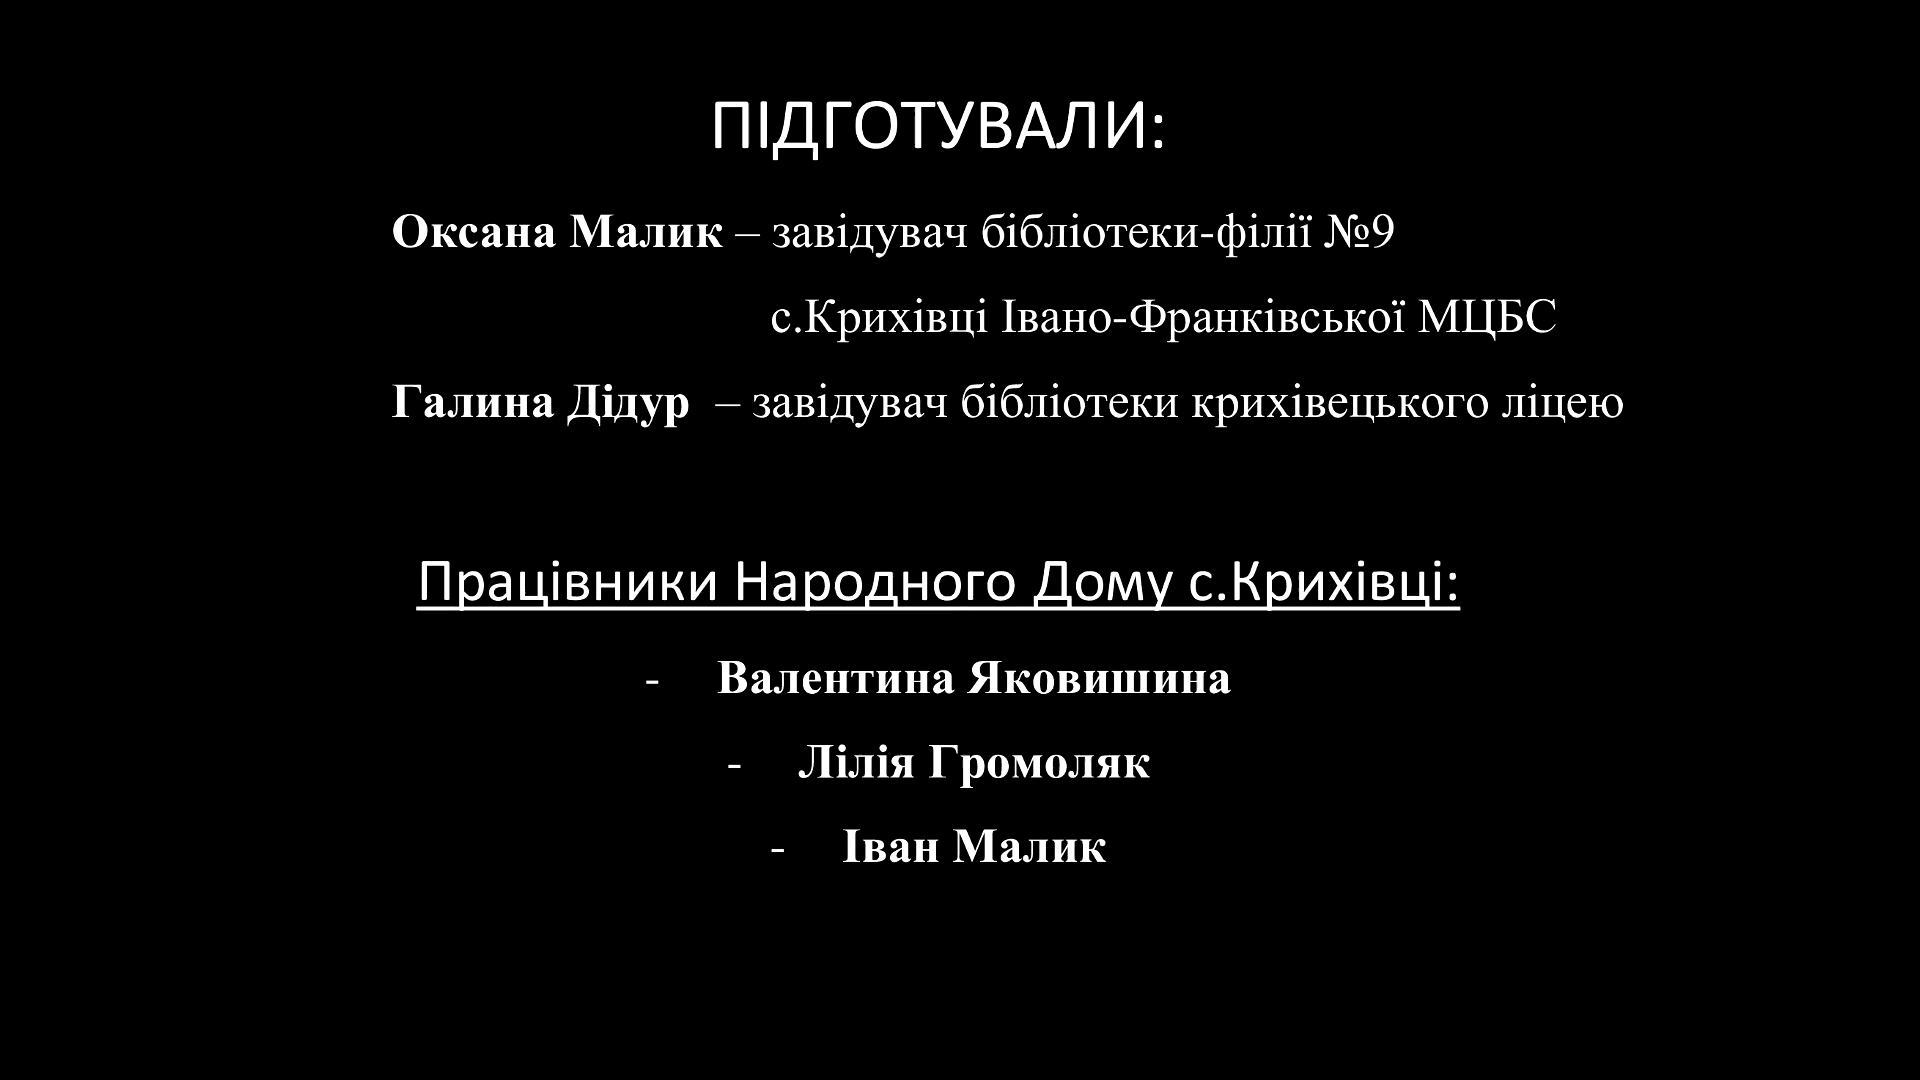 ПІДГОТУВАЛИ:
Оксана Малик – завідувач бібліотеки-філії №9
с.Крихівці Івано-Франківської МЦБС
Галина Дідур – завідувач бібліотеки крихівецького ліцею
Працівники Народного Дому с.Крихівці:
- Валентина Яковишина
- Лілія Громоляк
- Іван Малик